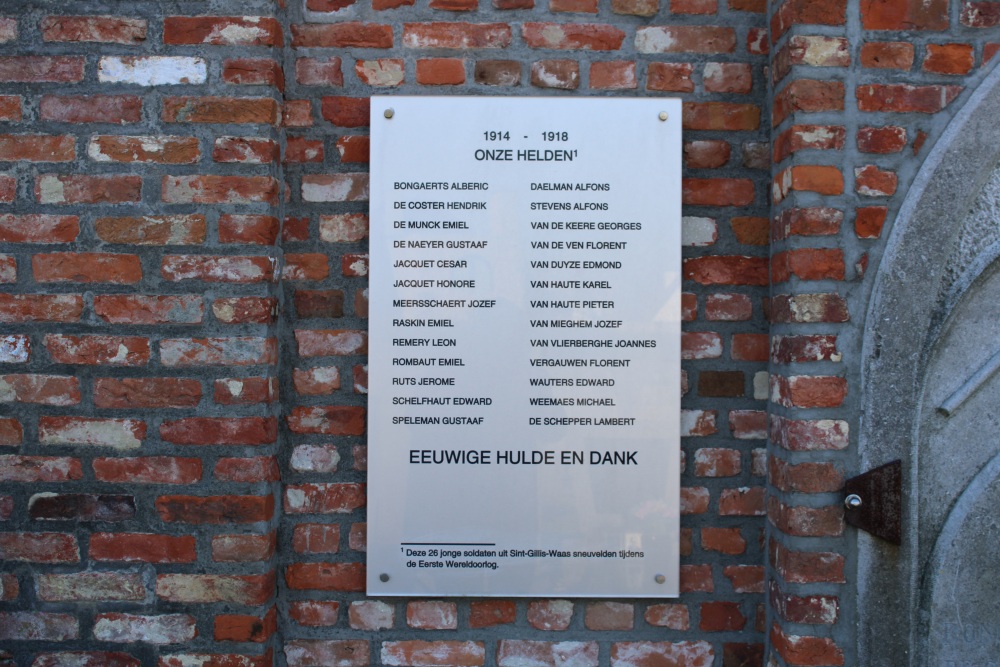 1914 - 1918
ONZE HELDEN¹
BONGAERTS ALBERIC
DE COSTER HENDRIK
DE MUNCK EMIEL
DE NAEYER GUSTAAF
JACQUET CESAR
JACQUET HONORE
MEERSSCHAERT JOZEF
RASKIN EMIEL
REMERY LEON
ROMBAUT EMIEL
RUTS JEROME
SCHELFHAUT EDWARD
SPELEMAN GUSTAAF
DAELMAN ALFONS
STEVENS ALFONS
VAN DE KEERE GEORGES
VAN DE VEN FLORENT
VAN DUYZE EDMOND
VAN HAUTE KAREL
VAN HAUTE PIETER
VAN MIEGHEM JOZEF
VAN VLIERBERGHE JOANNES
VERGAUWEN FLORENT
WAUTERS EDWARD
WEEMAES MICHAEL
DE SCHEPPER LAMBERT
EEUWIGE HULDE EN DANK
¹ Deze 26 jonge soldaten uit Sint-Gillis-Waas sneuvelden tijdens
de Eerste Wereldoorlog.